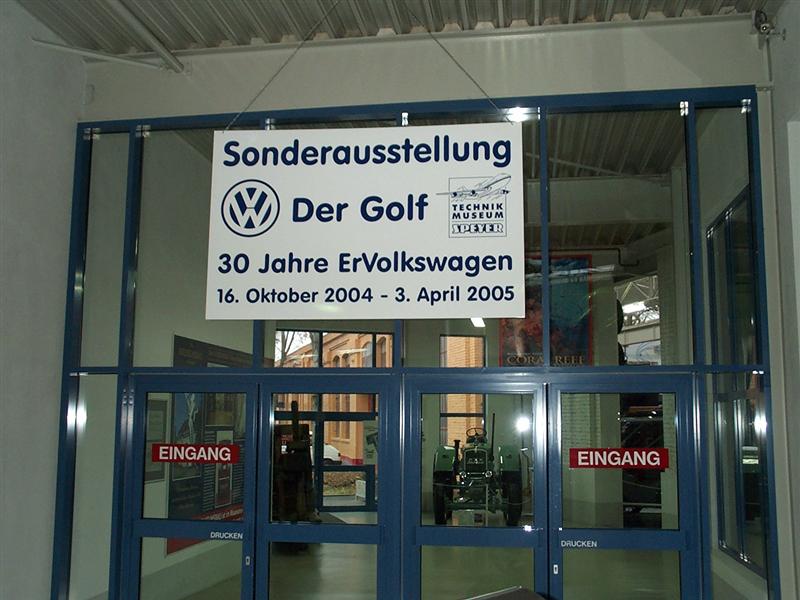 Sonderausstellung
VW Der Golf
TECHNIK
MUSEUM
SPEYER
30 Jahre ErVolkswagen
16. Oktober 2004 - 3. April 2005
CORAL REEF
EINGANG
EINGANG
DRUCKEN
DRUCKEN